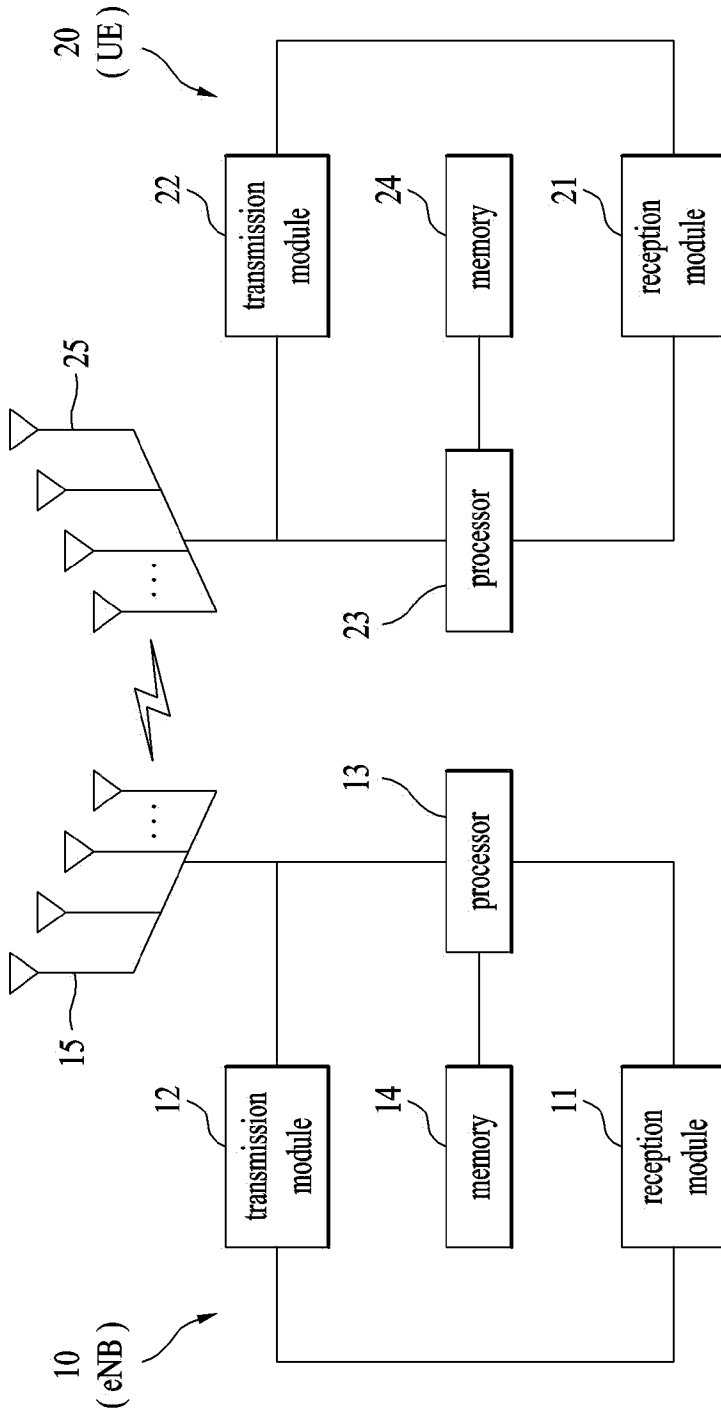 10
( eNB )
15
12
transmission
module
14
memory
11
reception
module
13
processor
. . .
20
( UE )
25
. . .
22
transmission
module
24
memory
21
reception
module
23
processor